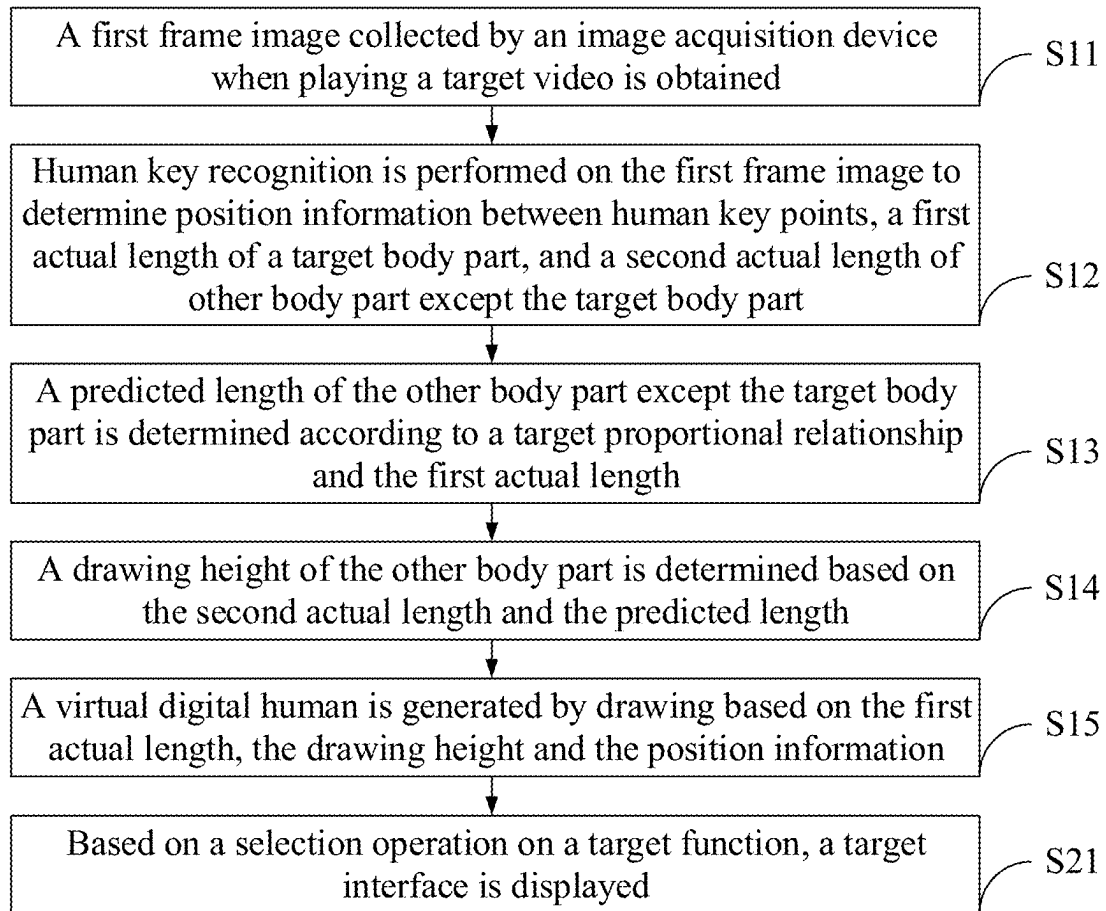 A first frame image collected by an image acquisition device
when playing a target video is obtained
S11
Human key recognition is performed on the first frame image to
determine position information between human key points, a first
actual length of a target body part, and a second actual length of
other body part except the target body part
S12
A predicted length of the other body part except the target body
part is determined according to a target proportional relationship
and the first actual length
S13
A drawing height of the other body part is determined based on
the second actual length and the predicted length
S14
A virtual digital human is generated by drawing based on the first
actual length, the drawing height and the position information
S15
Based on a selection operation on a target function, a target
interface is displayed
S21